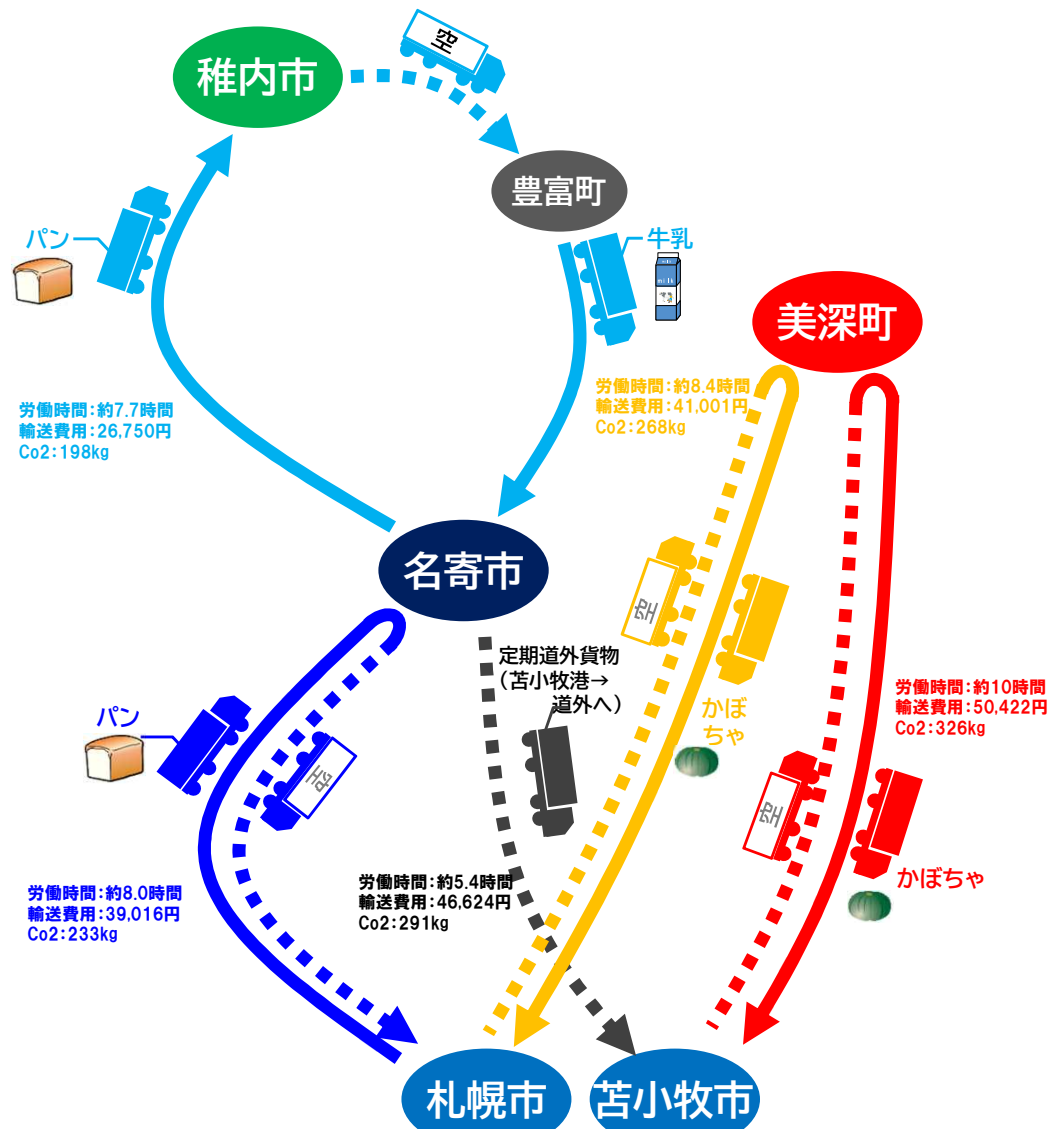 空
稚内市
豊富町
パン
牛乳
美深町
労働時間：約7.7時間
輸送費用：26,750円
Co2：198kg
労働時間：約8.4時間
輸送費用：41,001円
Co2：268kg
名寄市
空
定期道外貨物
（苫小牧港→
道外へ）
かぼ
ちゃ
労働時間：約10時間
輸送費用：50,422円
Co2：326kg
パン
空
空
かぼちゃ
労働時間：約8.0時間
輸送費用：39,016円
Co2：233kg
労働時間：約5.4時間
輸送費用：46,624円
Co2：291kg
札幌市
苫小牧市